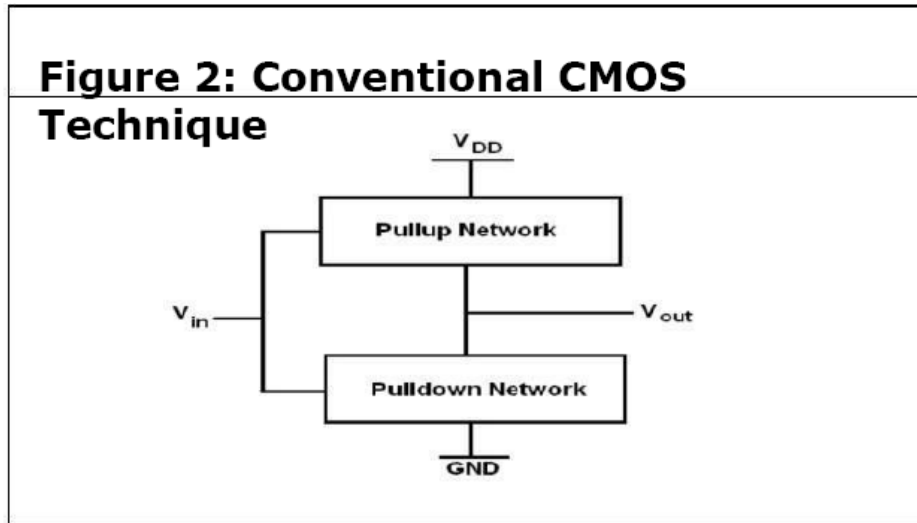 Figure 2: Conventional CMOS
Technique
VDD
Pullup Network
Vin
Vout
Pulldown Network
GND